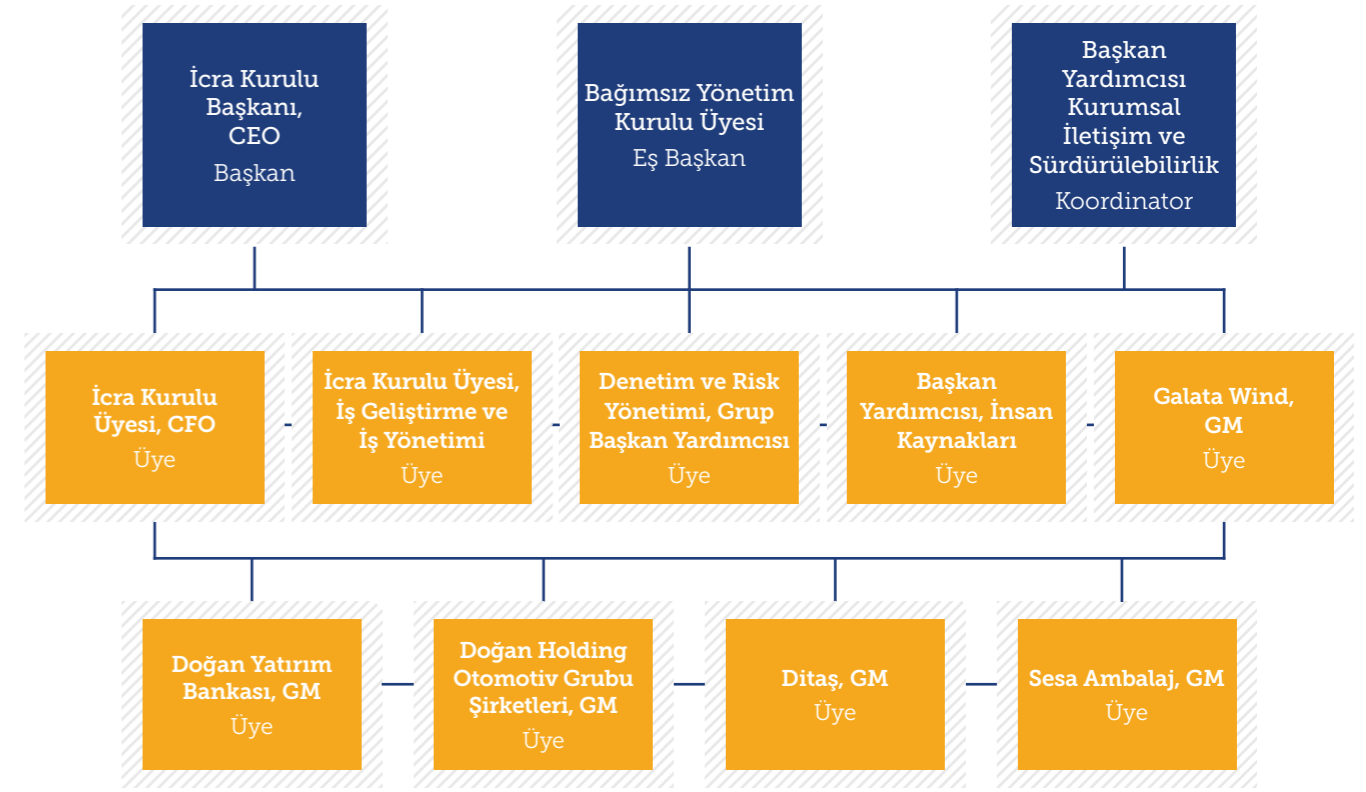 İcra Kurulu
Başkanı,
CEO
Başkan
Bağımsız Yönetim
Kurulu Üyesi
Eş Başkan
Başkan
Yardımcısı
Kurumsal
İletişim ve
Sürdürülebilirlik
Koordinator
İcra Kurulu
Üyesi, CFO
Üye
İcra Kurulu Üyesi,
İş Geliştirme ve
İş Yönetimi
Üye
Denetim ve Risk
Yönetimi, Grup
Başkan Yardımcısı
Üye
Başkan
Yardımcısı, İnsan
Kaynakları
Üye
Galata Wind,
GM
Üye
Doğan Yatırım
Bankası, GM
Üye
Doğan Holding
Otomotiv Grubu
Şirketleri, GM
Üye
Ditaş, GM
Üye
Sesa Ambalaj, GM
Üye